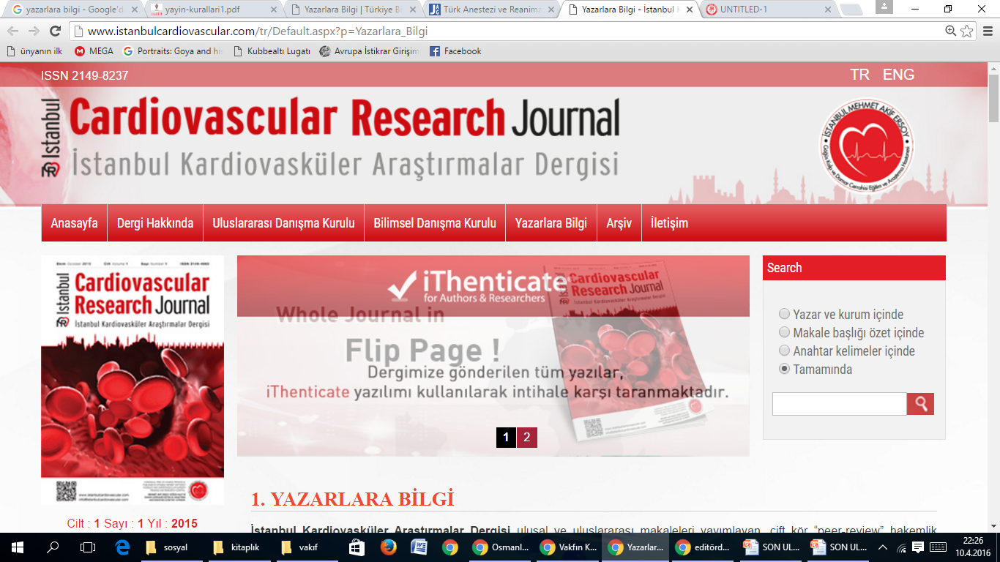 yazarlara bilgi - Google'd
yayin-kurallari1.pdf
Yazarlara Bilgi | Türkiye Bi
Türk Anestezi ve Reanima
Yazarlara Bilgi - İstanbul K
UNTITLED-1
www.istanbulcardiovascular.com/tr/Default.aspx?p=Yazarlara_Bilgi
ünyanın ilk
MEGA
Portraits: Goya and his
Kubbealtı Lugatı
Avrupa İstikrar Girişim
Facebook
ISSN 2149-8237
TR ENG
İstanbul
Cardiovascular Research Journal
İstanbul Kardiovasküler Araştırmalar Dergisi
İSTANBUL MEHMET AKİF ERSOY
Göğüs Kalp ve Damar Cerrahisi Eğitim ve Araştırma Hastanesi
Anasayfa
Dergi Hakkında
Uluslararası Danışma Kurulu
Bilimsel Danışma Kurulu
Yazarlara Bilgi
Arşiv
İletişim
İstanbul
Cardiovascular
Research Journal
İstanbul Kardiovasküler Araştırmalar Dergisi
Cilt : 1 Sayı : 1 Yıl : 2015
iThenticate
for Authors & Researchers
Whole Journal in
Flip Page !
Dergimize gönderilen tüm yazılar,
iThenticate yazılımı kullanılarak intihale karşı taranmaktadır.
Cardiovascular
Research Journal
İstanbul Kardiovasküler Araştırmalar Dergisi
1 2
Search
Yazar ve kurum içinde
Makale başlığı özet içinde
Anahtar kelimeler içinde
Tamamında
1. YAZARLARA BİLGİ
İstanbul Kardiyovasküler Araştırmalar Dergisi ulusal ve uluslararası makaleleri yayımlayan, çift kör “peer-review” hakemlik
sosyal
kitaplık
vakıf
Osmanl...
Vakfın K...
Yazarlar...
editörd...
SON UL...
SON UL...
22:26
10.4.2016